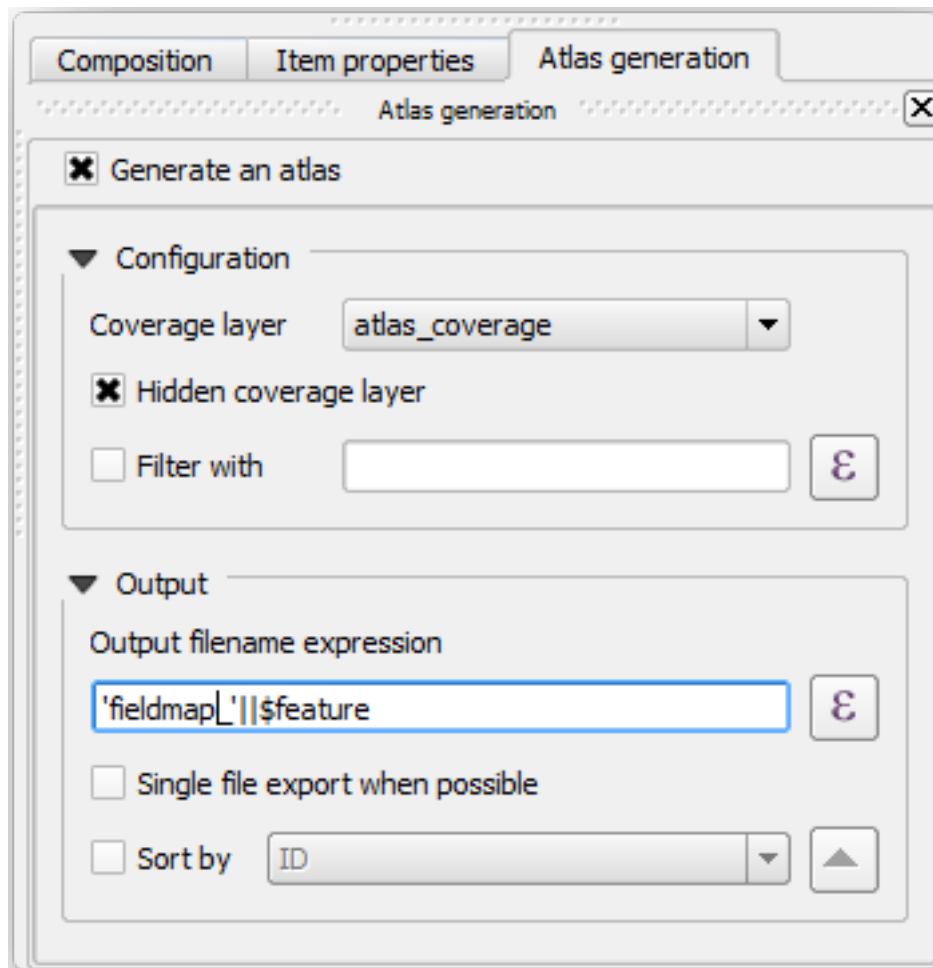 Composition Item properties Atlas generation
Atlas generation
Generate an atlas
Configuration
Coverage layer atlas_coverage
Hidden coverage layer
Filter with ε
Output
Output filename expression
'fieldmap_'||$feature ε
Single file export when possible
Sort by ID